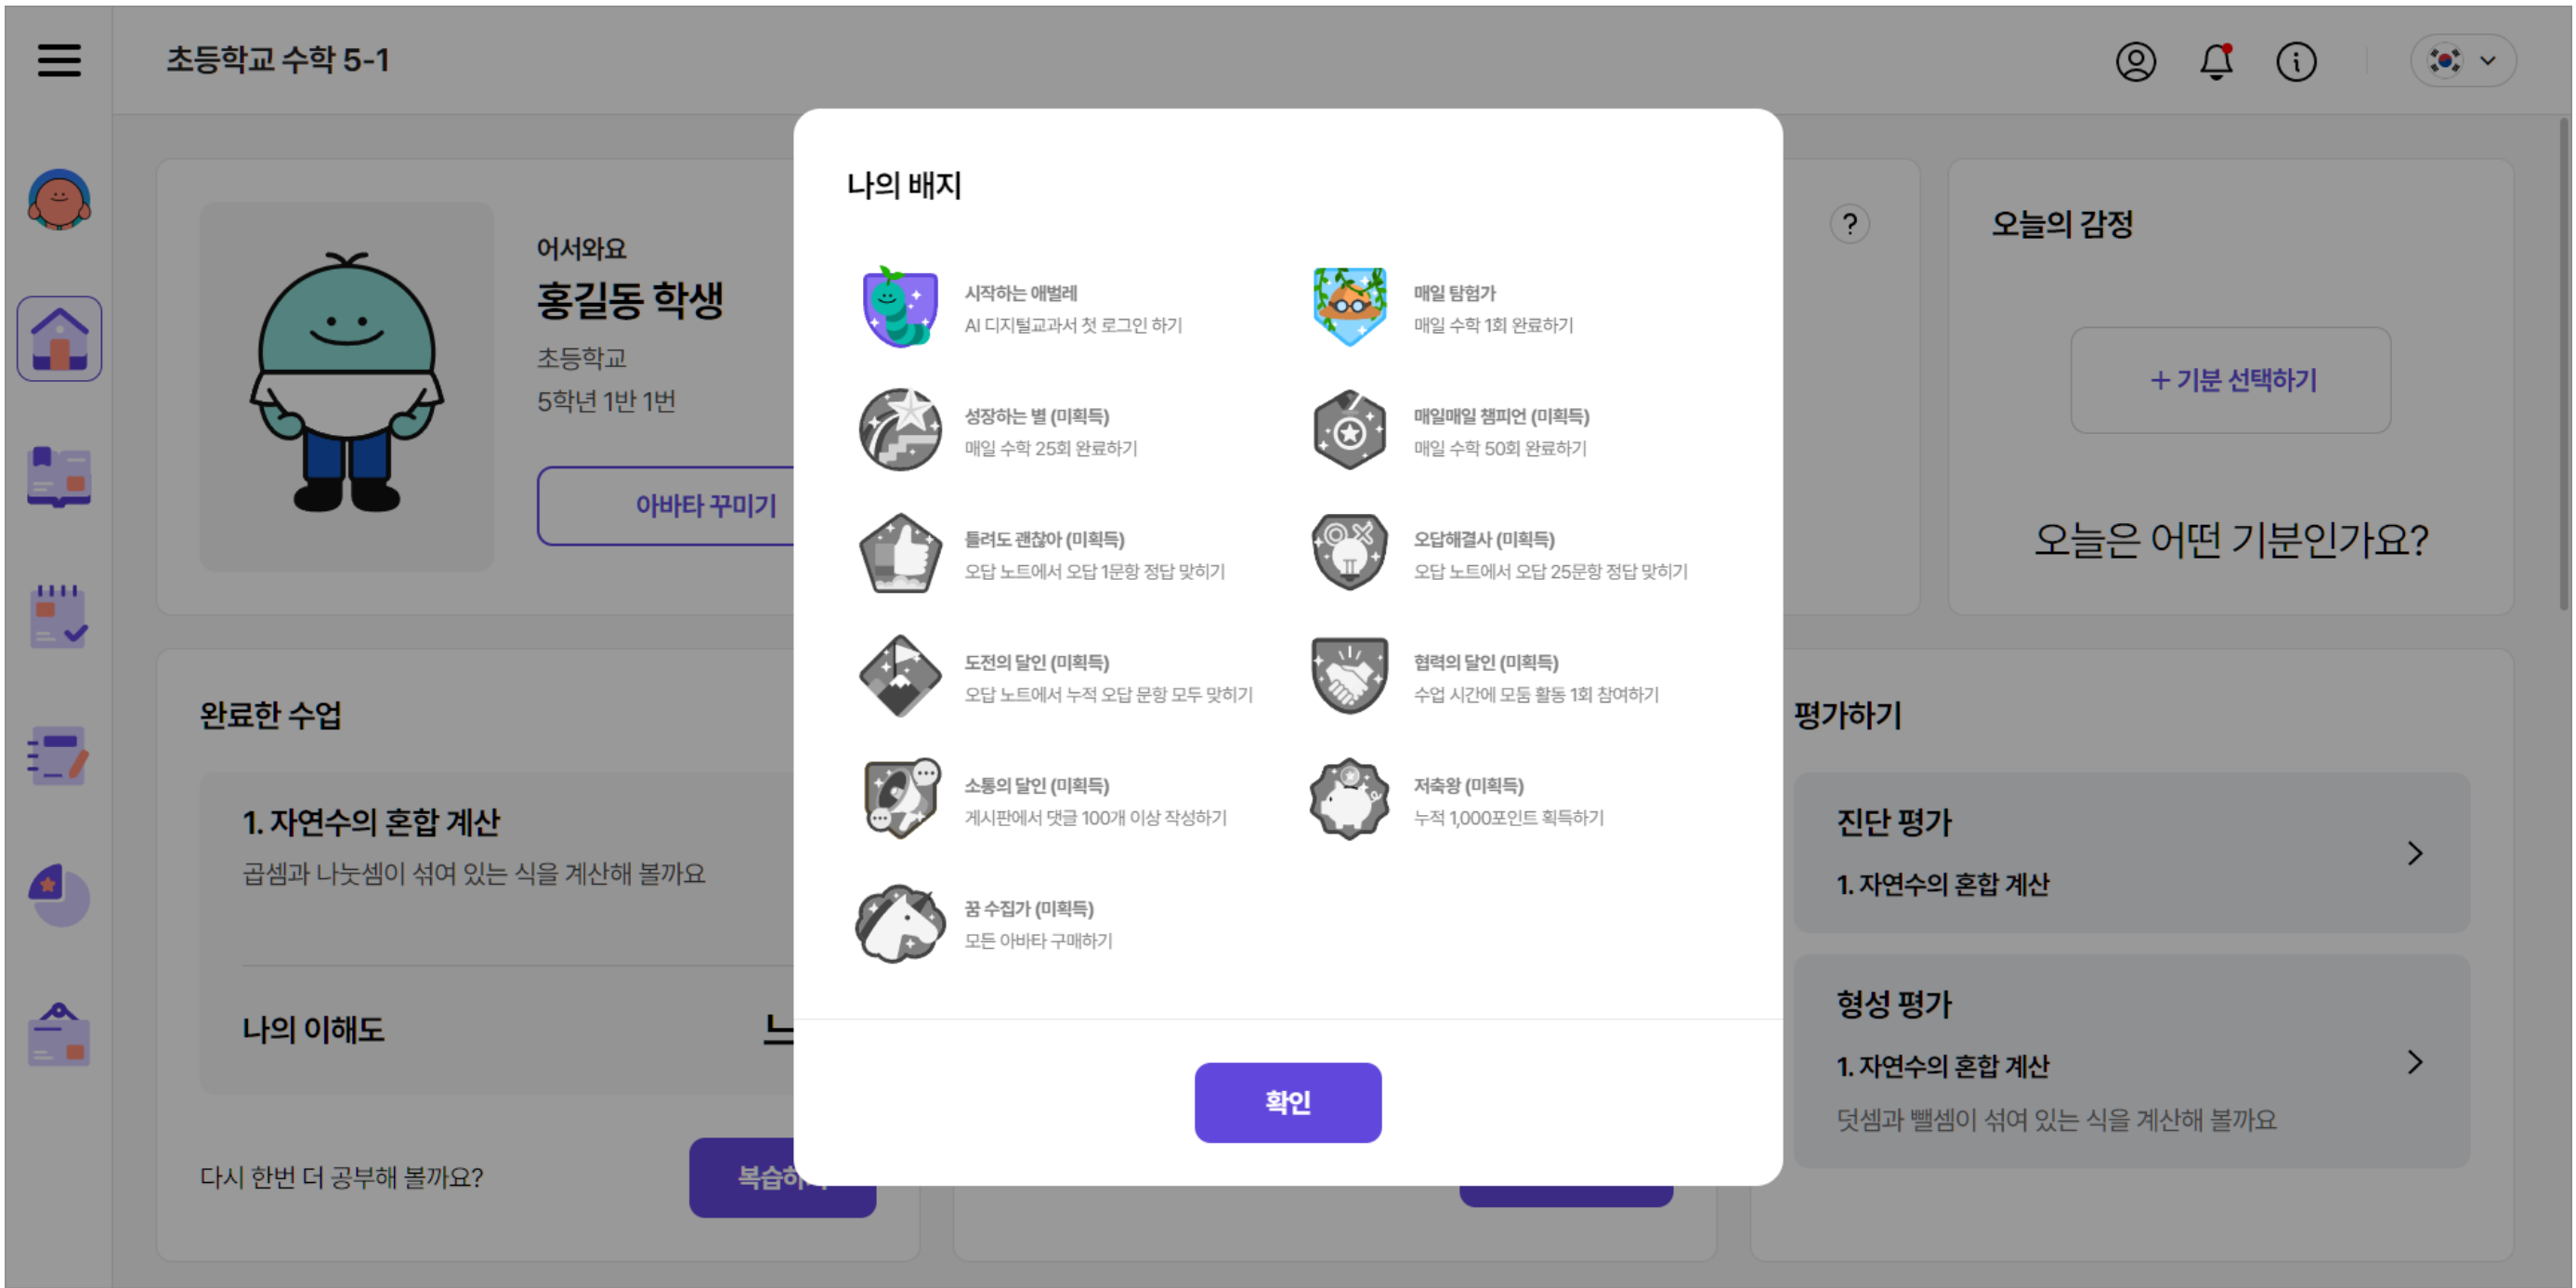 초등학교 수학 5-1
어서와요
홍길동 학생
초등학교
5학년 1반 1번
아바타 꾸미기
?
오늘의 감정
+ 기분 선택하기
오늘은 어떤 기분인가요?
나의 배지
시작하는 애벌레
AI 디지털교과서 첫 로그인 하기
매일 탐험가
매일 수학 1회 완료하기
성장하는 별 (미획득)
매일 수학 25회 완료하기
매일매일 챔피언 (미획득)
매일 수학 50회 완료하기
틀려도 괜찮아 (미획득)
오답 노트에서 오답 1문항 정답 맞히기
오답해결사 (미획득)
오답 노트에서 오답 25문항 정답 맞히기
도전의 달인 (미획득)
오답 노트에서 누적 오답 문항 모두 맞히기
협력의 달인 (미획득)
수업 시간에 모둠 활동 1회 참여하기
소통의 달인 (미획득)
게시판에서 댓글 100개 이상 작성하기
저축왕 (미획득)
누적 1,000포인트 획득하기
꿈 수집가 (미획득)
모든 아바타 구매하기
확인
완료한 수업
1. 자연수의 혼합 계산
곱셈과 나눗셈이 섞여 있는 식을 계산해 볼까요
나의 이해도
다시 한번 더 공부해 볼까요?
평가하기
진단 평가
1. 자연수의 혼합 계산
형성 평가
1. 자연수의 혼합 계산
덧셈과 뺄셈이 섞여 있는 식을 계산해 볼까요